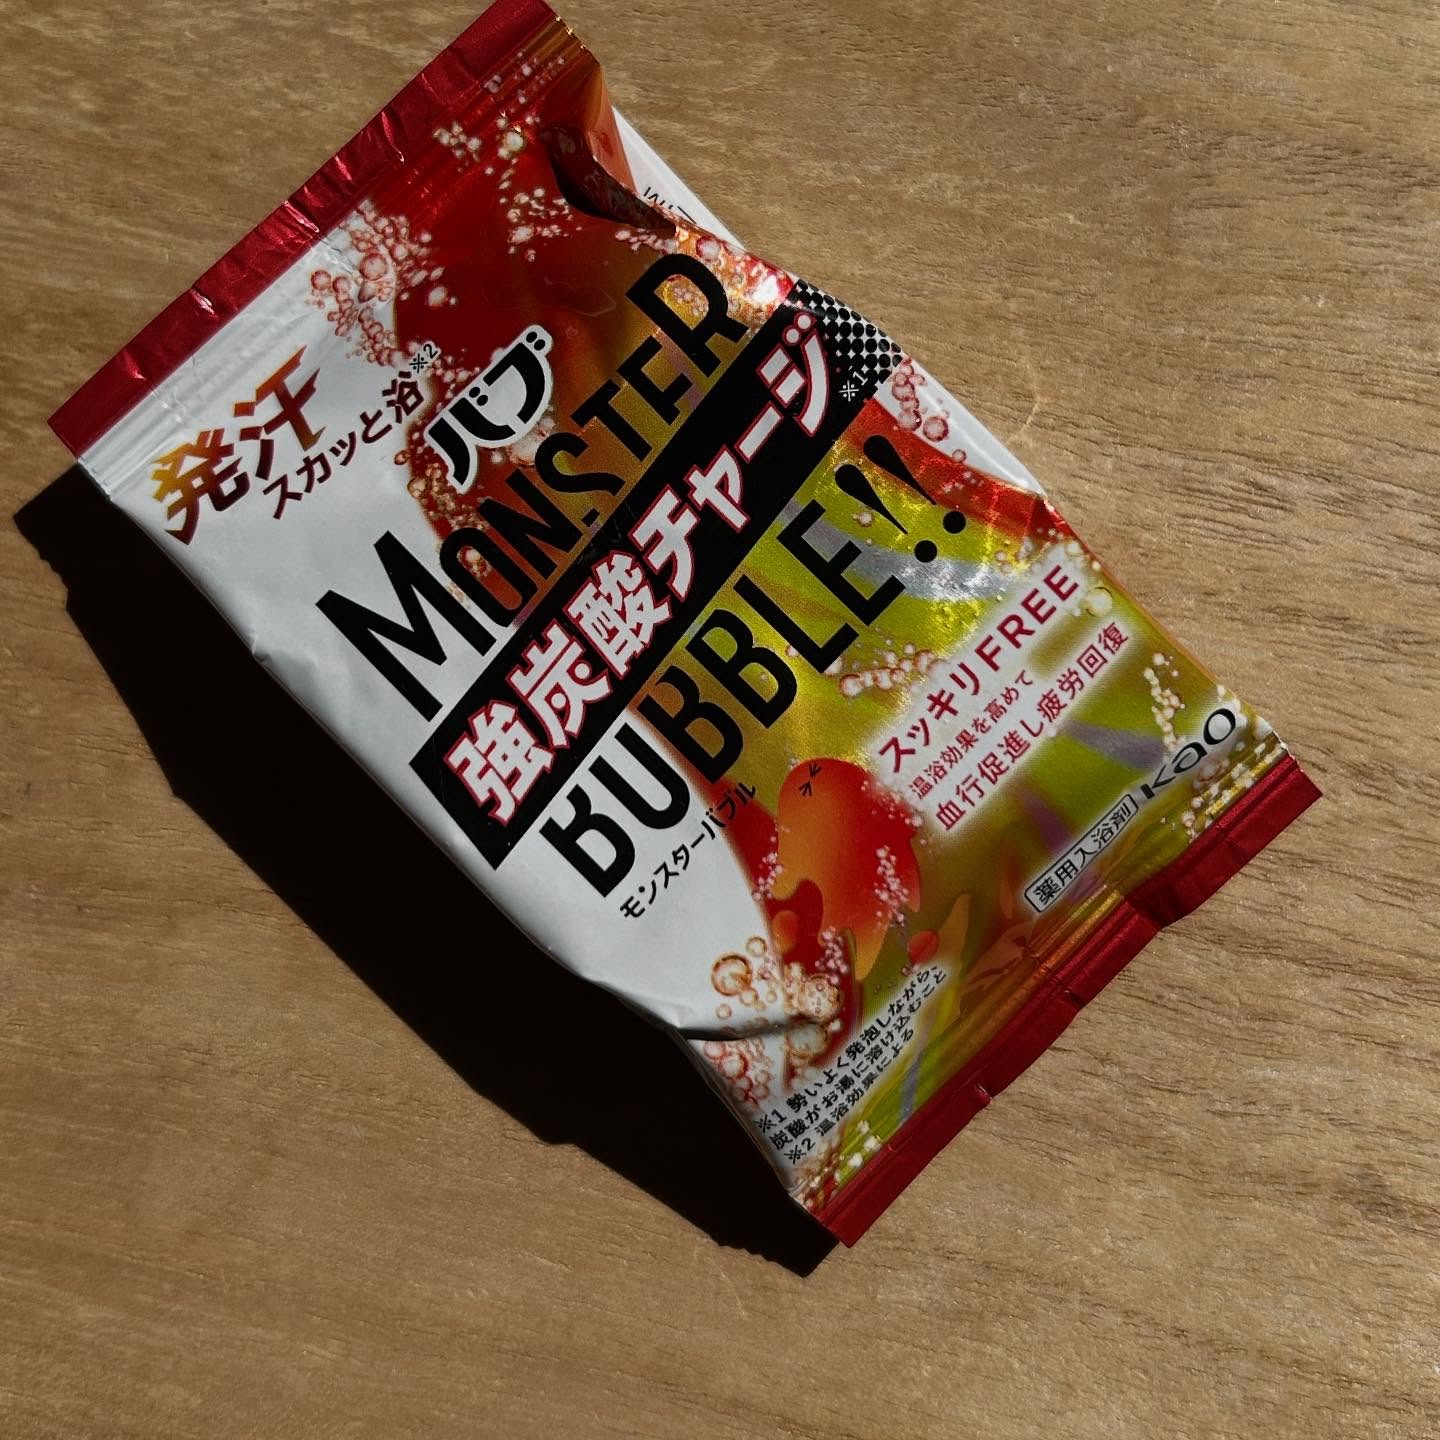 発汗
スカッと浴※2
バブ
MONSTER
強炭酸チャージ※1
BUBBLE!!
モンスターバブル
スッキリFREE
温浴効果を高めて
血行促進し疲労回復
薬用入浴剤
Kao
※1 勢いよく発泡しながら、
炭酸がお湯に溶け込むこと
※2 温浴効果による